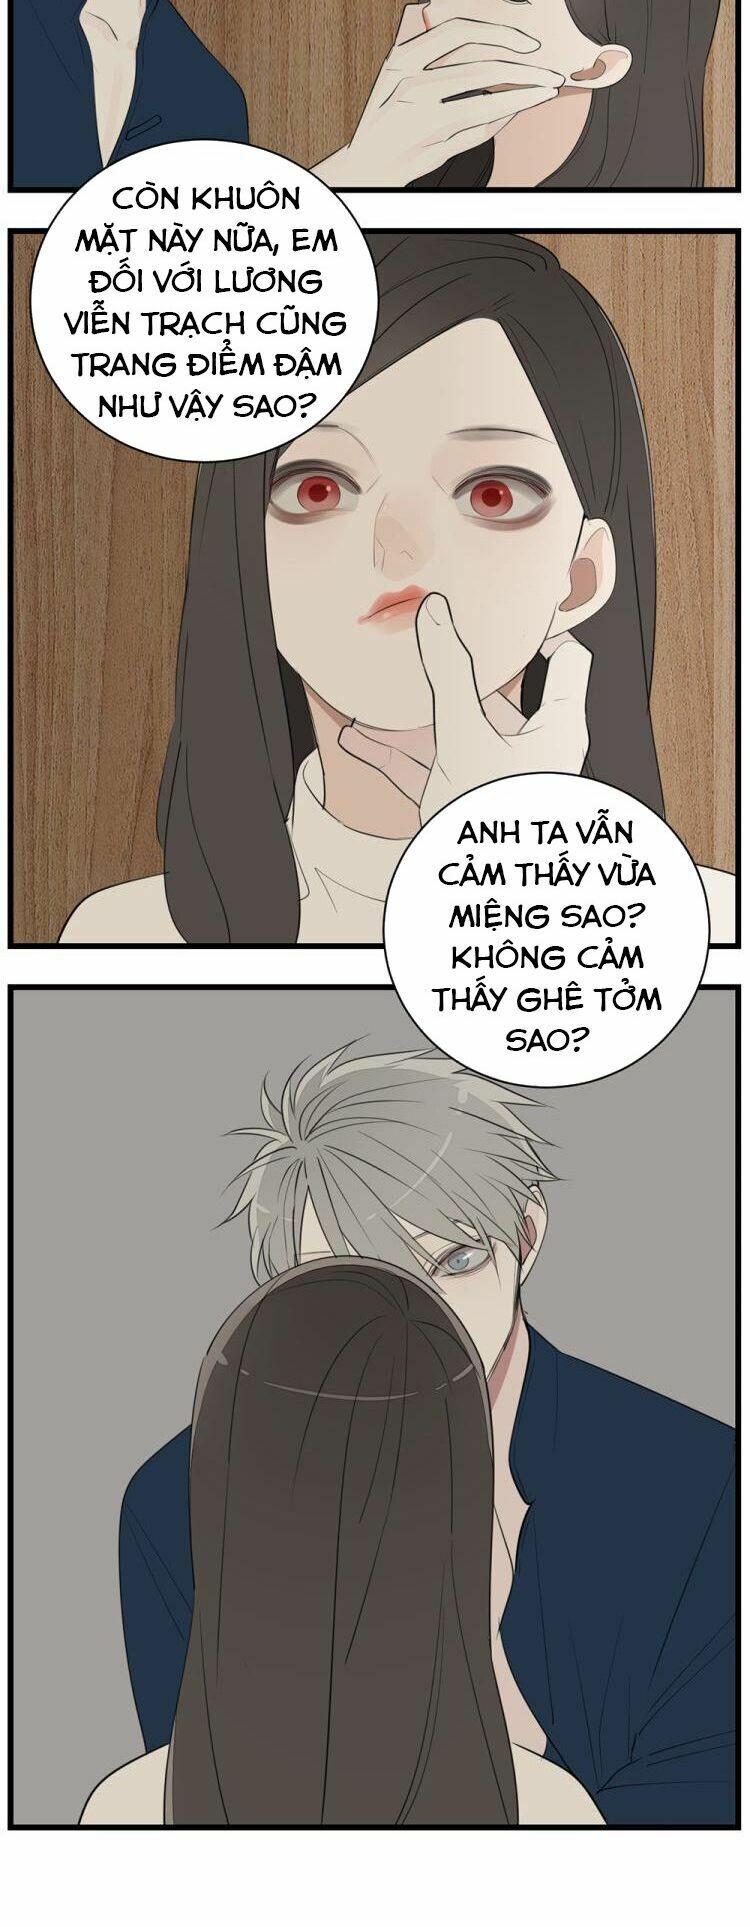 CÒN KHUÔN
MẶT NÀY NỮA, EM
ĐỐI VỚI LƯƠNG
VIỄN TRẠCH CŨNG
TRANG ĐIỂM ĐẬM
NHƯ VẬY SAO?
ANH TA VẪN
CẢM THẤY VỪA
MIỆNG SAO?
KHÔNG CẢM
THẤY GHÊ TỞM
SAO?